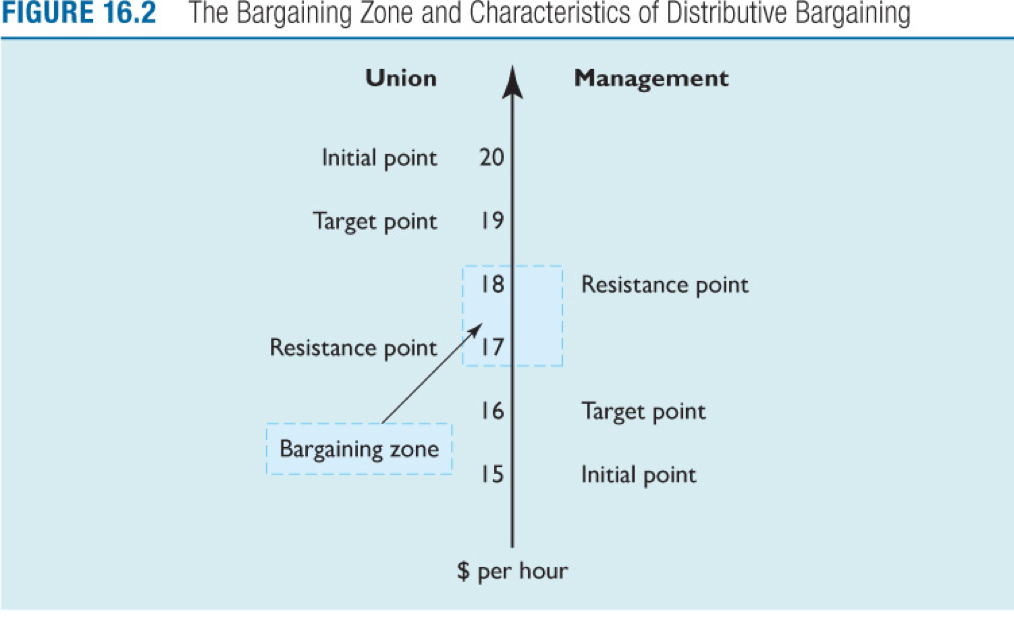 FIGURE 16.2 The Bargaining Zone and Characteristics of Distributive Bargaining
Union Management
Initial point 20
Target point 19
18 Resistance point
Resistance point 17
16 Target point
Bargaining zone
15 Initial point
$ per hour